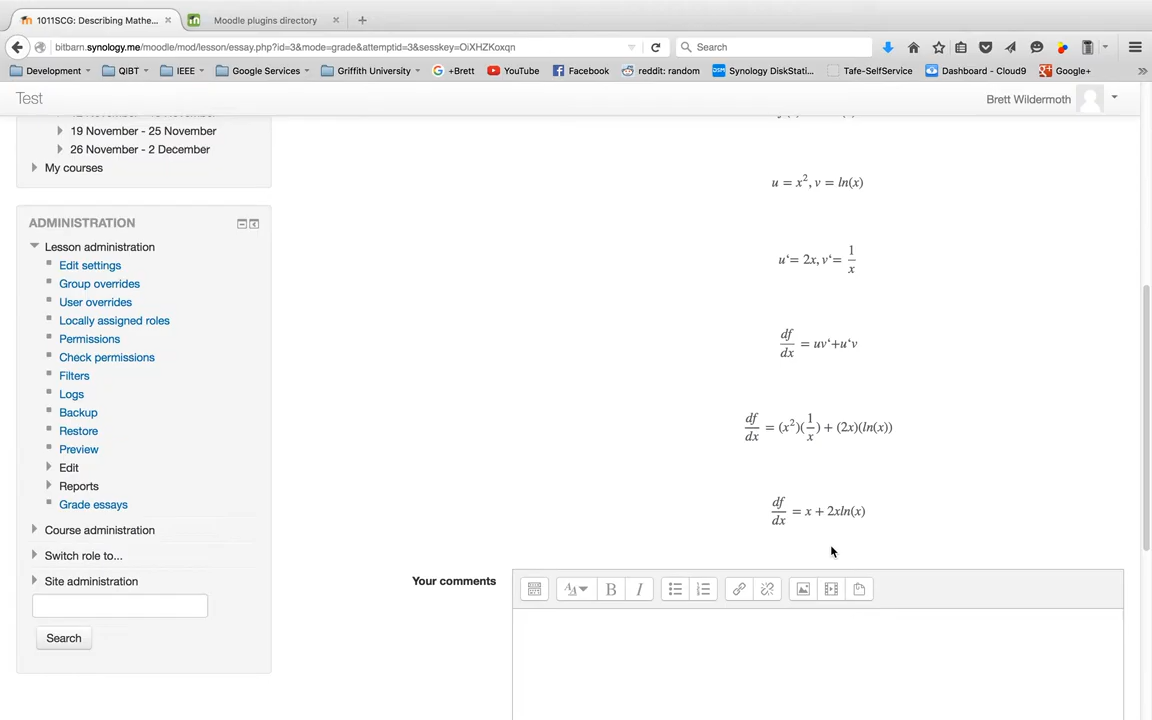 1011SCG: Describing Mathe... ×
Moodle plugins directory ×
+
bitbarn.synology.me/moodle/mod/lesson/essay.php?id=3&mode=grade&attemptid=3&sesskey=OiXHZKoxqn
Search
Development QIBT IEEE Google Services Griffith University +Brett YouTube Facebook reddit: random Synology DiskStati... Tafe-SelfService Dashboard - Cloud9 Google+
Test
Brett Wildermoth
19 November - 25 November
26 November - 2 December
My courses
ADMINISTRATION
Lesson administration
Edit settings
Group overrides
User overrides
Locally assigned roles
Permissions
Check permissions
Filters
Logs
Backup
Restore
Preview
Edit
Reports
Grade essays
Course administration
Switch role to...
Site administration
Search
u = x², v = ln(x)
u‘= 2x, v‘= 1/x
df/dx = uv‘+u‘v
df/dx = (x²)(1/x) + (2x)(ln(x))
df/dx = x + 2xln(x)
Your comments
B I